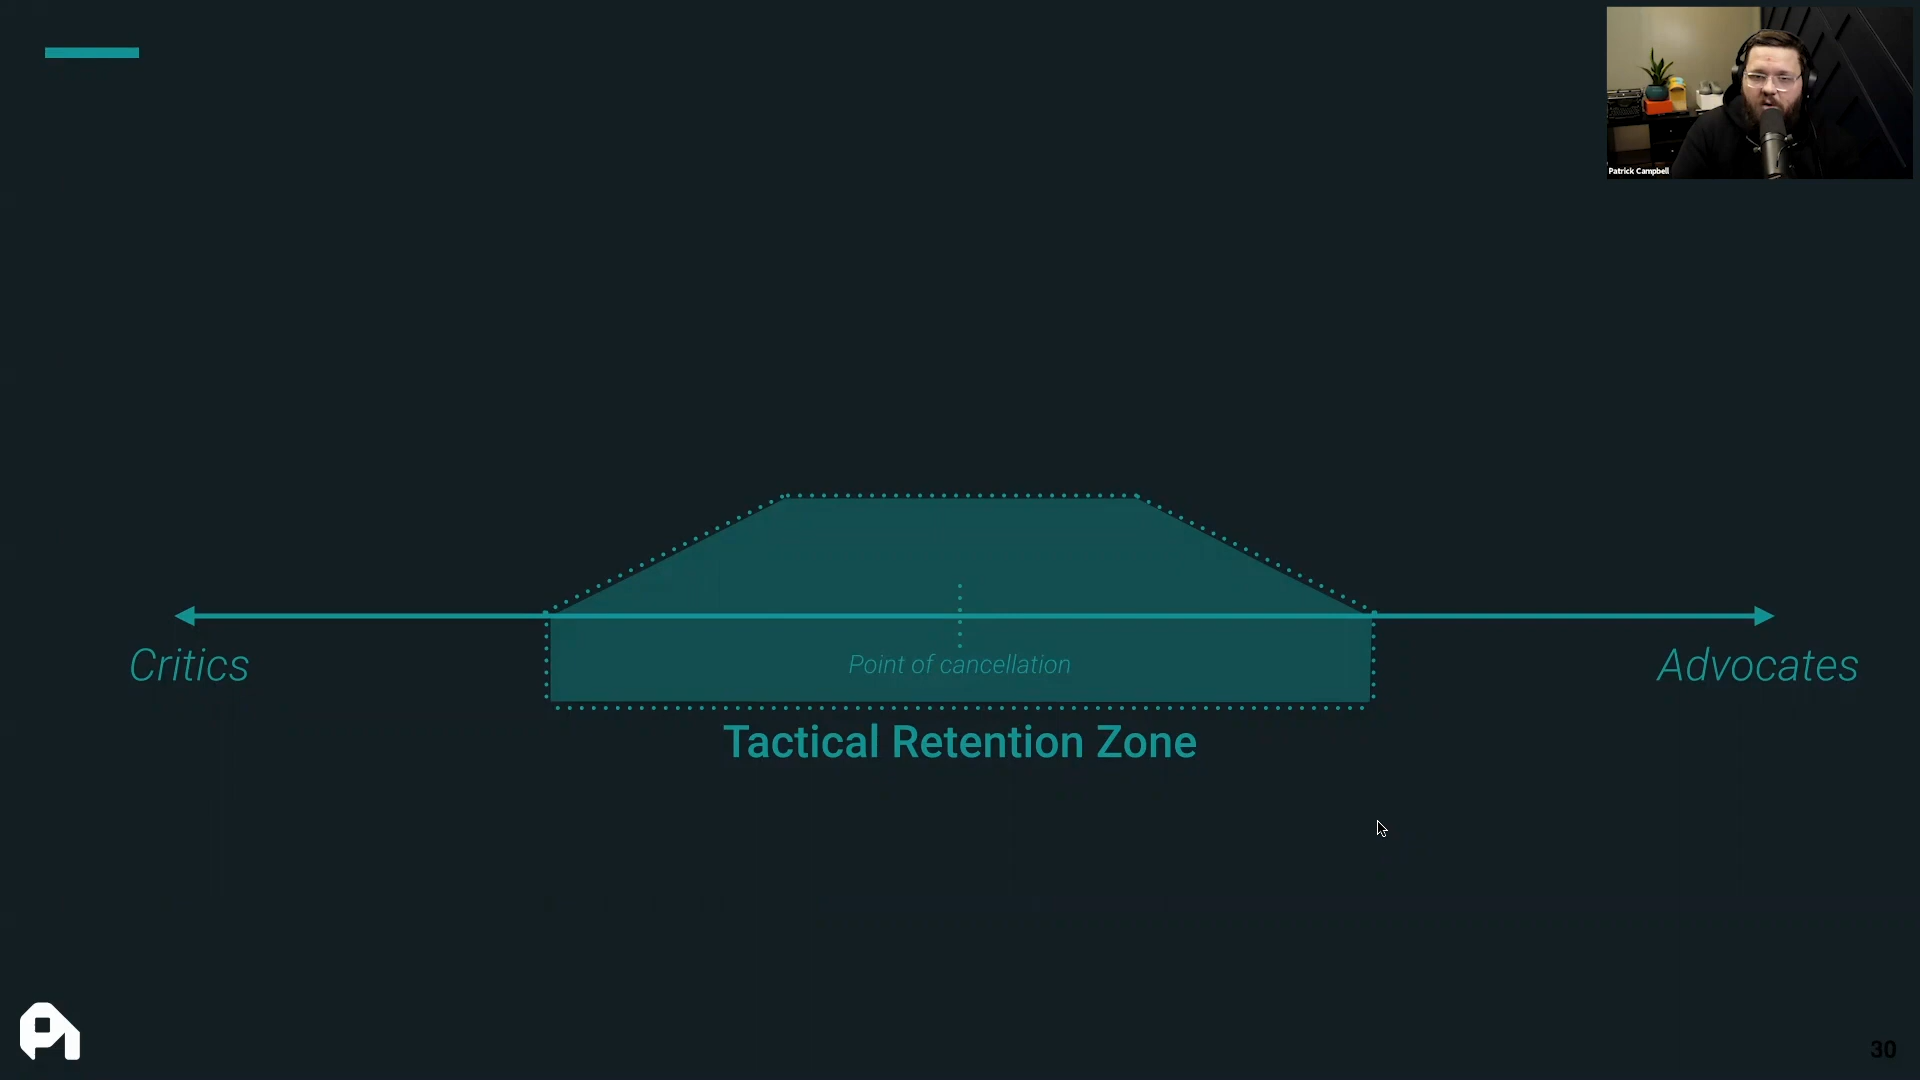 Patrick Campbell
Critics
Point of cancellation
Advocates
Tactical Retention Zone
30